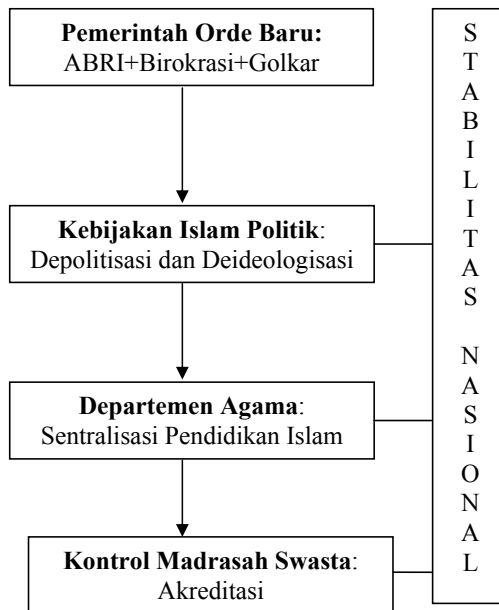 Pemerintah Orde Baru:
ABRI+Birokrasi+Golkar
Kebijakan Islam Politik:
Depolitisasi dan Deideologisasi
Departemen Agama:
Sentralisasi Pendidikan Islam
Kontrol Madrasah Swasta:
Akreditasi
S
T
A
B
I
L
I
T
A
S
N
A
S
I
O
N
A
L